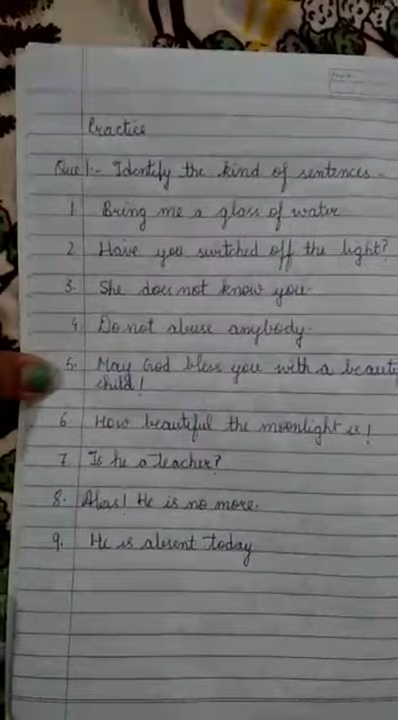 Practice
Que 1:- Identify the kind of sentences -
1. Bring me a glass of water
2. Have you switched off the light?
3. She does not know you.
4. Do not abuse anybody.
5. May God bless you with a beauti
child!
6. How beautiful the moonlight is!
7. Is he a teacher?
8. Alas! He is no more.
9. He is absent today